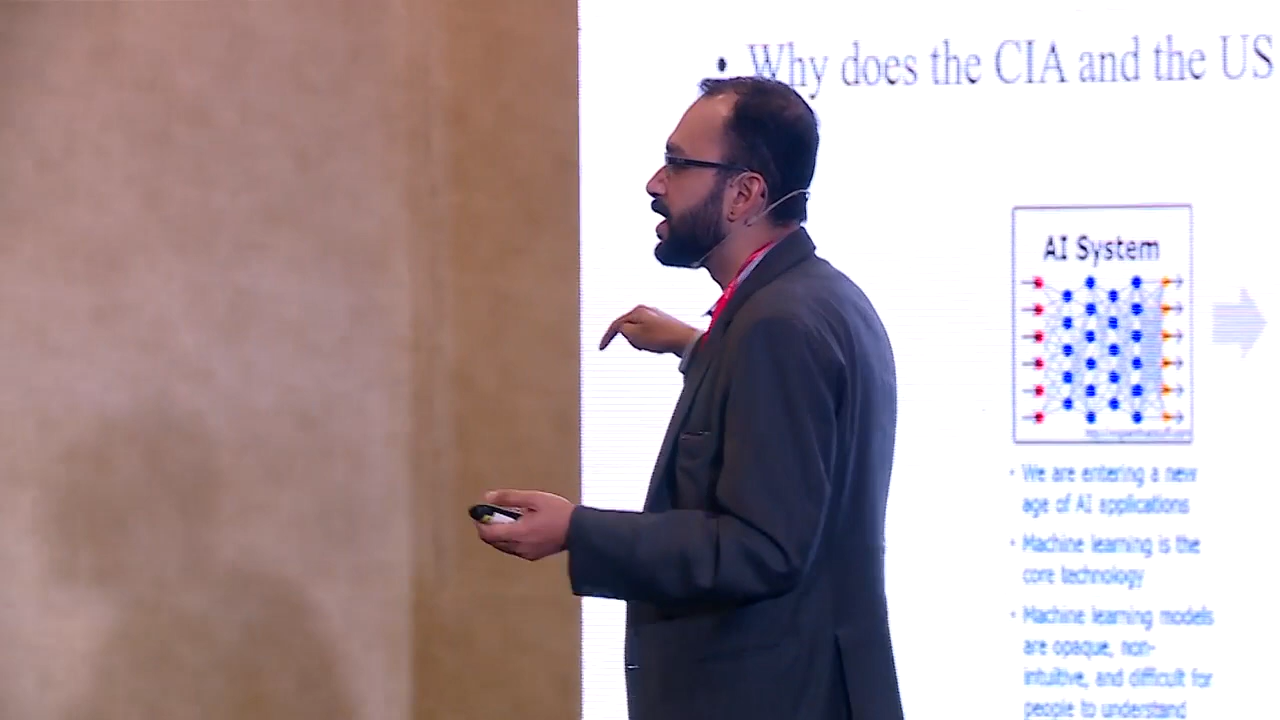 • Why does the CIA and the US
AI System
• We are entering a new
age of AI applications
• Machine learning is the
core technology
• Machine learning models
are opaque, non-
intuitive, and difficult for
people to understand